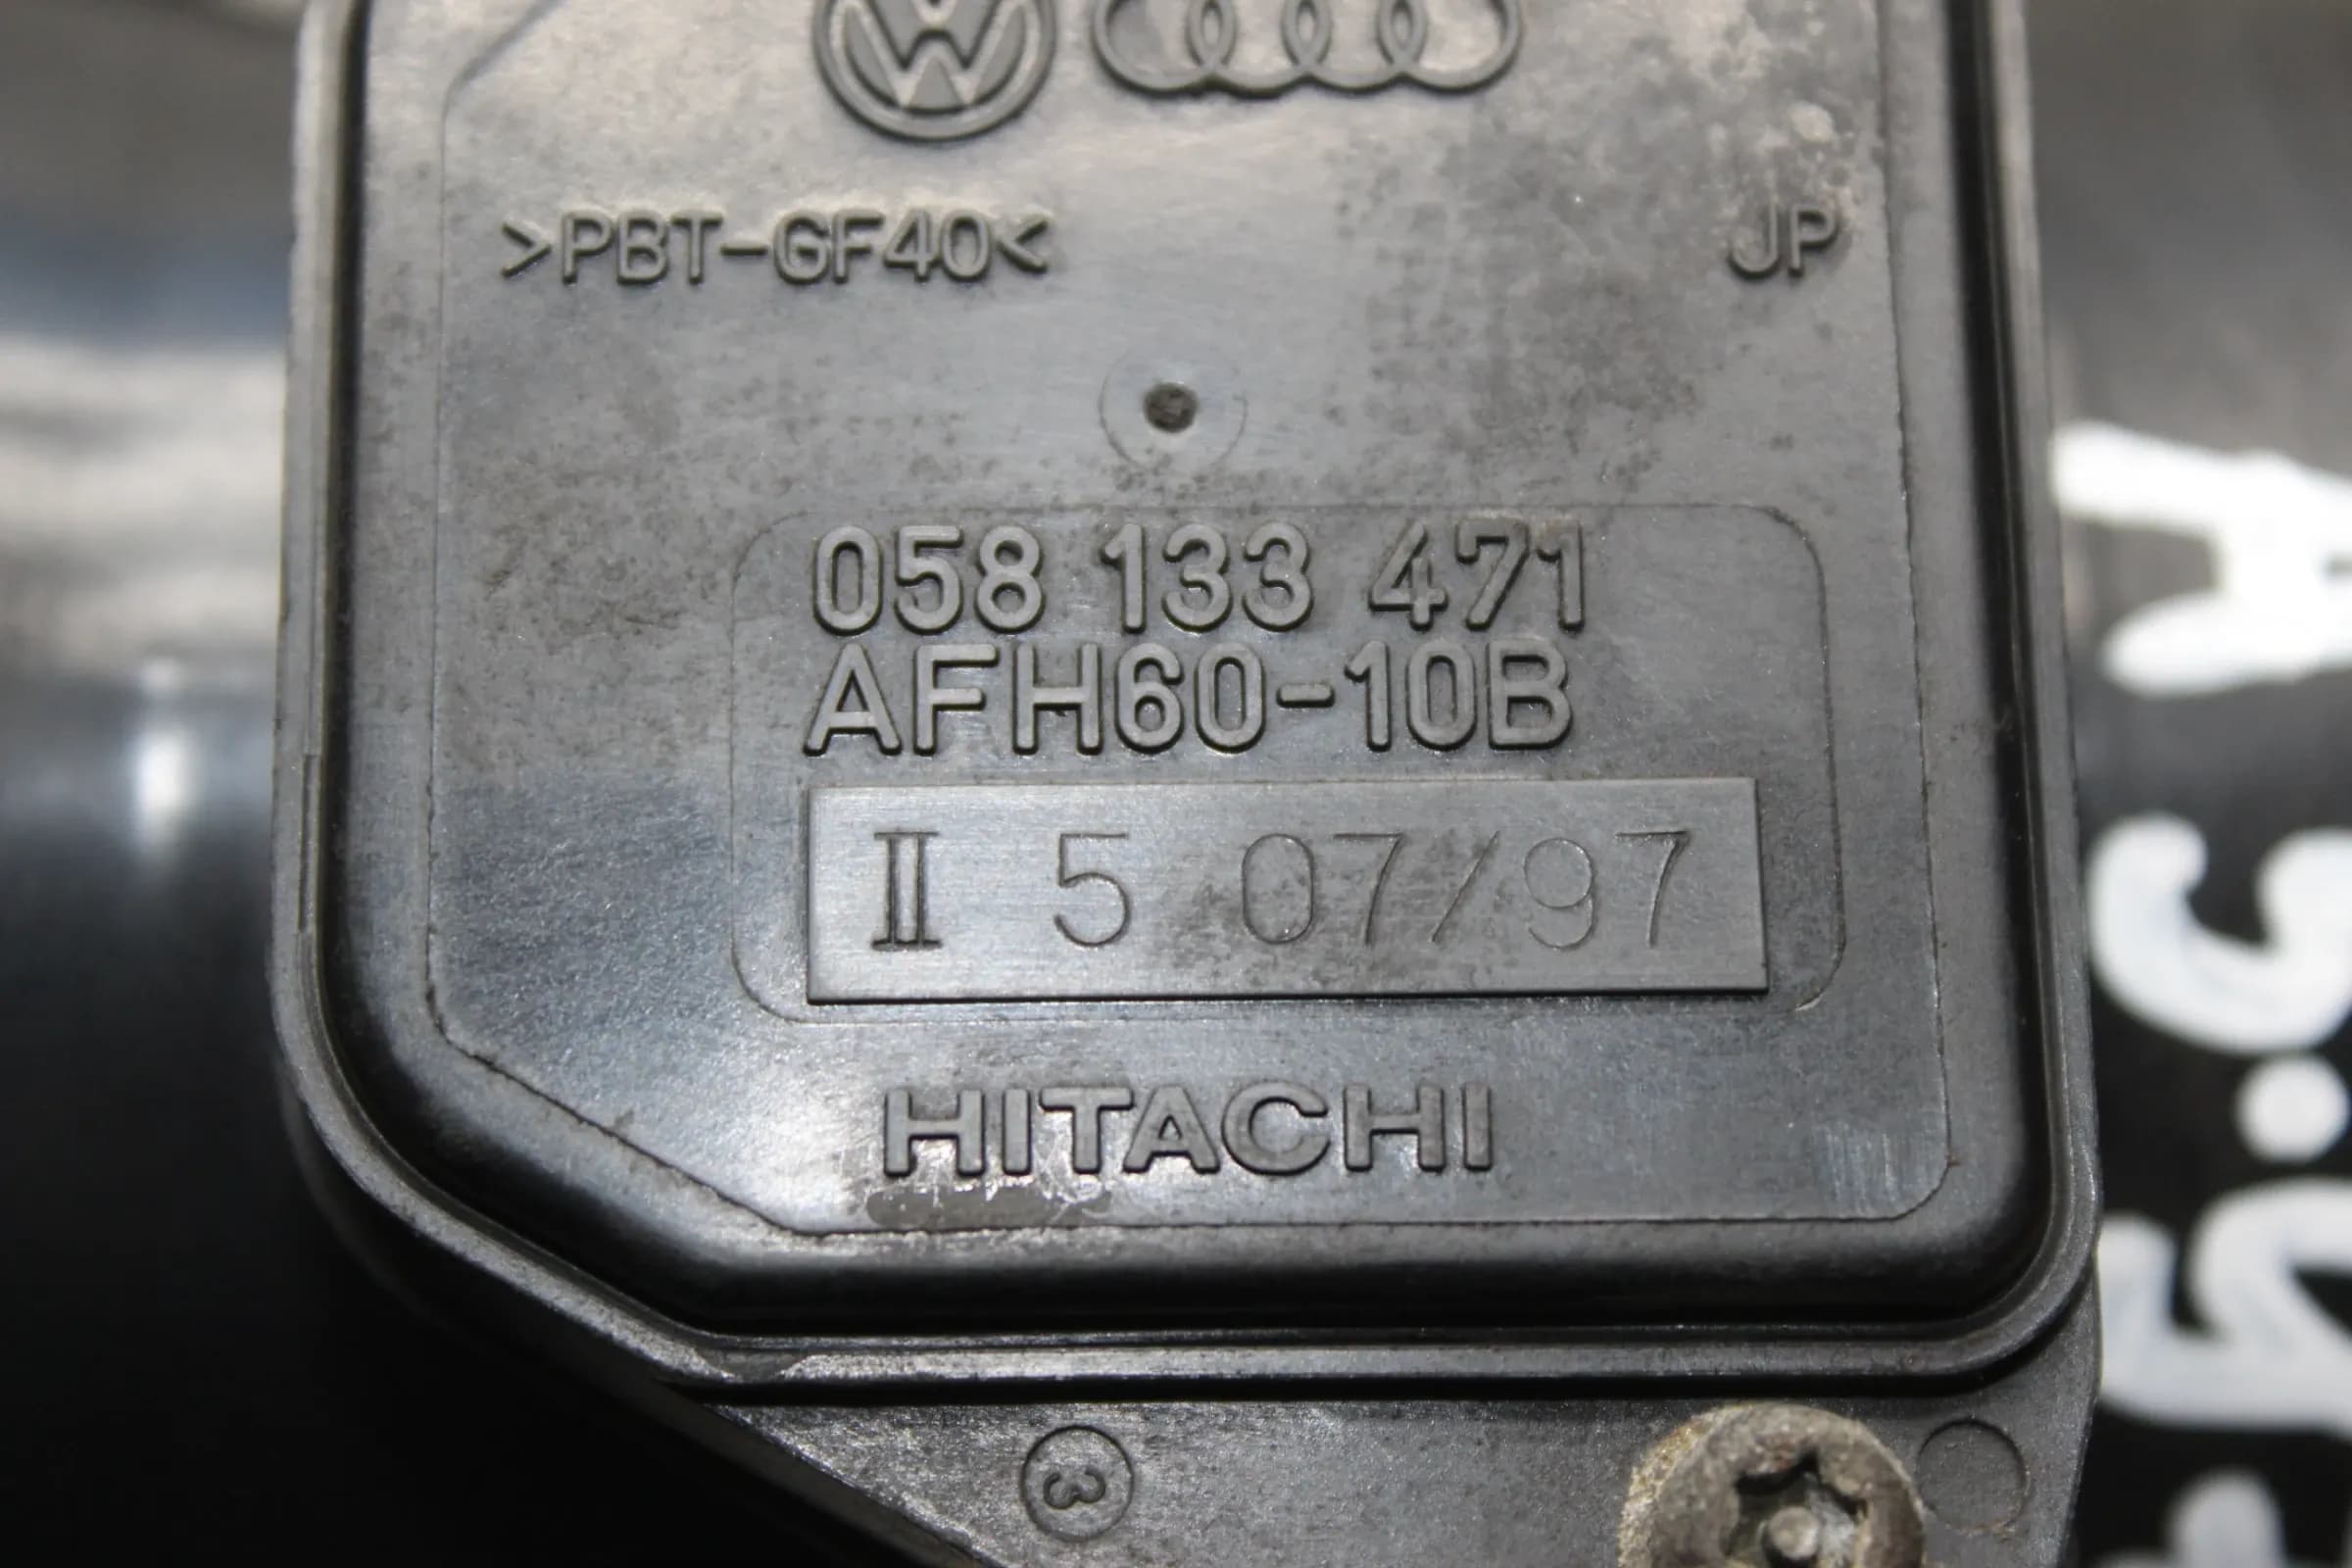 >PBT-GF40<
JP
058 133 471
AFH60-10B
II 5 07/97
HITACHI
3